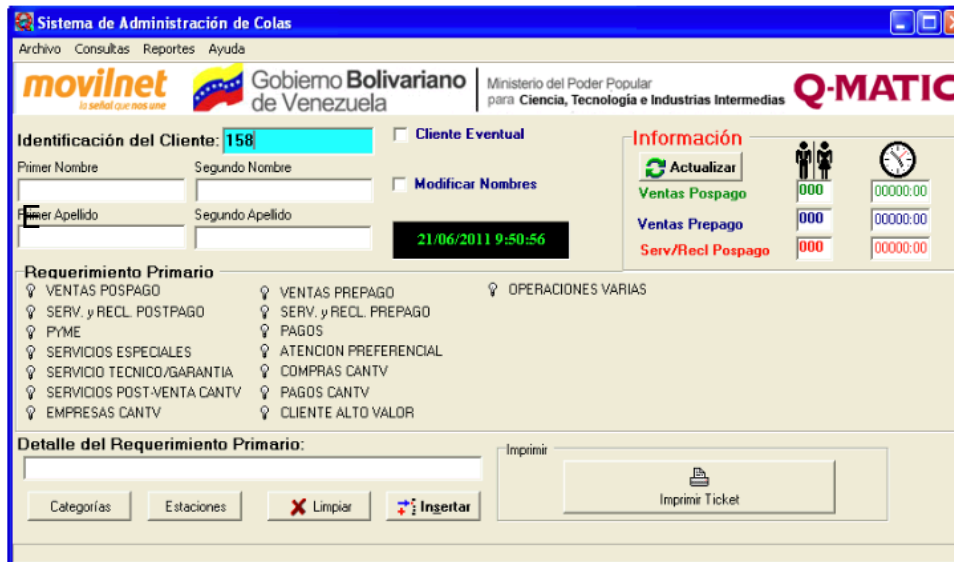 Sistema de Administración de Colas
Archivo Consultas Reportes Ayuda
movilnet
la señal que nos une
Gobierno Bolivariano
de Venezuela
Ministerio del Poder Popular
para Ciencia, Tecnología e Industrias Intermedias
Q-MATIC
Identificación del Cliente: 158
Cliente Eventual
Primer Nombre Segundo Nombre
Modificar Nombres
Primer Apellido Segundo Apellido
E
21/06/2011 9:50:56
Información
Actualizar
Ventas Pospago 000 00000:00
Ventas Prepago 000 00000:00
Serv/Recl Pospago 000 00000:00
Requerimiento Primario
VENTAS POSPAGO VENTAS PREPAGO OPERACIONES VARIAS
SERV. y RECL. POSTPAGO SERV. y RECL. PREPAGO
PYME PAGOS
SERVICIOS ESPECIALES ATENCION PREFERENCIAL
SERVICIO TECNICO/GARANTIA COMPRAS CANTV
SERVICIOS POST-VENTA CANTV PAGOS CANTV
EMPRESAS CANTV CLIENTE ALTO VALOR
Detalle del Requerimiento Primario:
Categorías Estaciones Limpiar Insertar
Imprimir
Imprimir Ticket